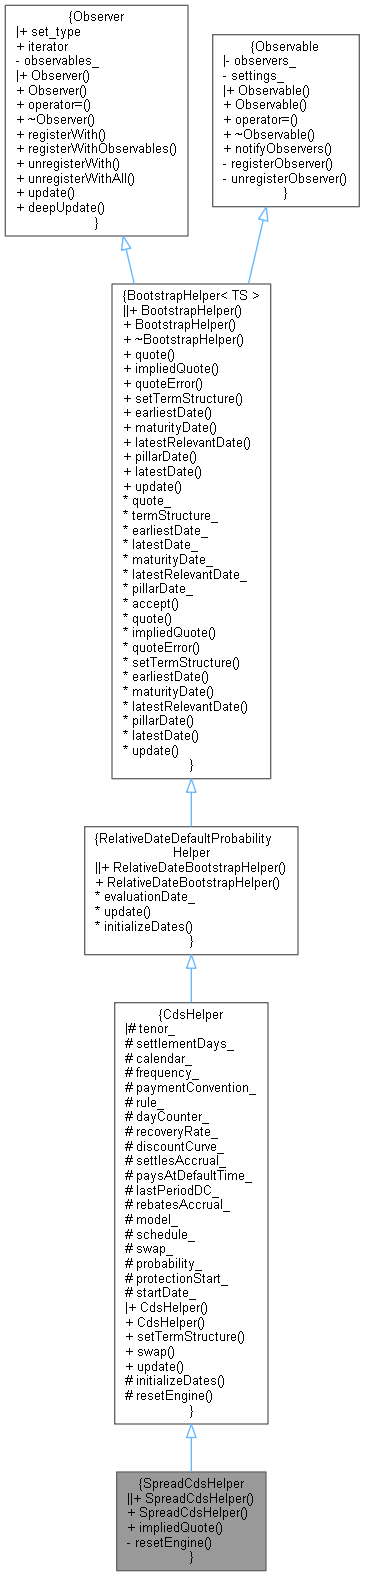 {Observer
|+ set_type
+ iterator
- observables_
|+ Observer()
+ Observer()
+ operator=()
+ ~Observer()
+ registerWith()
+ registerWithObservables()
+ unregisterWith()
+ unregisterWithAll()
+ update()
+ deepUpdate()
}
{Observable
|- observers_
- settings_
|+ Observable()
+ Observable()
+ operator=()
+ ~Observable()
+ notifyObservers()
- registerObserver()
- unregisterObserver()
}
{BootstrapHelper< TS >
||+ BootstrapHelper()
+ BootstrapHelper()
+ ~BootstrapHelper()
+ quote()
+ impliedQuote()
+ quoteError()
+ setTermStructure()
+ earliestDate()
+ maturityDate()
+ latestRelevantDate()
+ pillarDate()
+ latestDate()
+ update()
* quote_
* termStructure_
* earliestDate_
* latestDate_
* maturityDate_
* latestRelevantDate_
* pillarDate_
* accept()
* quote()
* impliedQuote()
* quoteError()
* setTermStructure()
* earliestDate()
* maturityDate()
* latestRelevantDate()
* pillarDate()
* latestDate()
* update()
}
{RelativeDateDefaultProbability
Helper
||+ RelativeDateBootstrapHelper()
+ RelativeDateBootstrapHelper()
* evaluationDate_
* update()
* initializeDates()
}
{CdsHelper
|# tenor_
# settlementDays_
# calendar_
# frequency_
# paymentConvention_
# rule_
# dayCounter_
# recoveryRate_
# discountCurve_
# settlesAccrual_
# paysAtDefaultTime_
# lastPeriodDC_
# rebatesAccrual_
# model_
# schedule_
# swap_
# probability_
# protectionStart_
# startDate_
|+ CdsHelper()
+ CdsHelper()
+ setTermStructure()
+ swap()
+ update()
# initializeDates()
# resetEngine()
}
{SpreadCdsHelper
||+ SpreadCdsHelper()
+ SpreadCdsHelper()
+ impliedQuote()
- resetEngine()
}